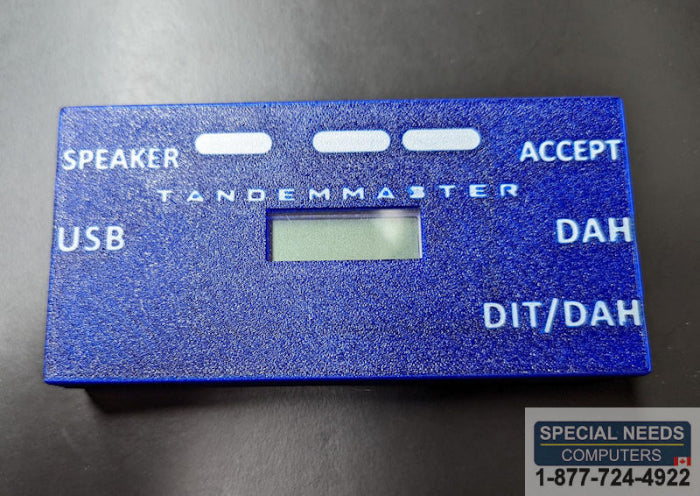 SPEAKER
ACCEPT
TANDEMMASTER
USB
DAH
DIT/DAH
SPECIAL NEEDS
COMPUTERS
1-877-724-4922